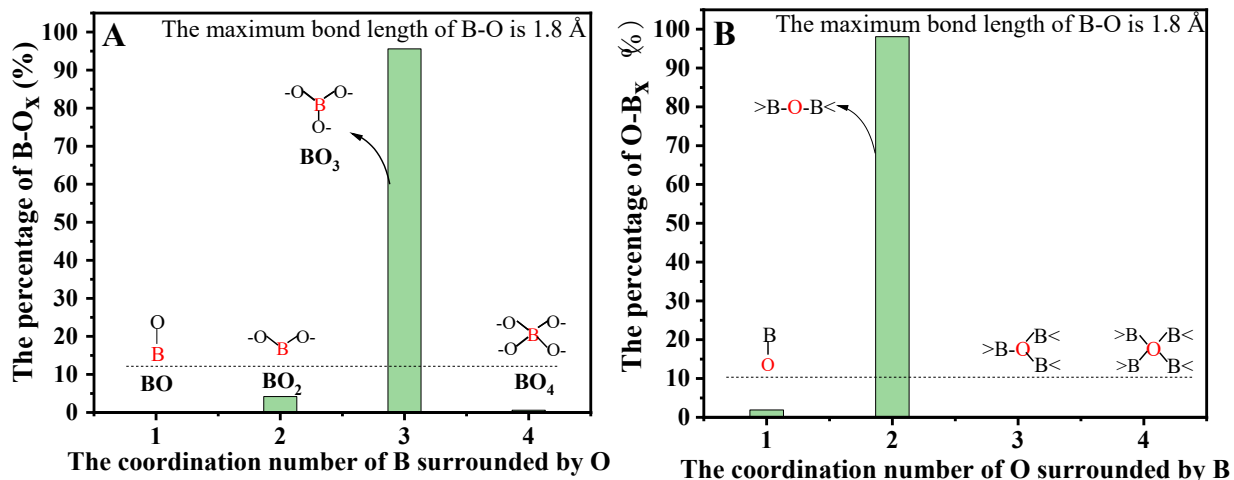 A
The maximum bond length of B-O is 1.8 Å
The percentage of B-Oₓ (%)
100
95
90
80
70
60
50
40
30
20
10
0
-O O-
B
O-
BO₃
O
B
BO
-O O-
B
BO₂
-O O-
B
-O O-
BO₄
1 2 3 4
The coordination number of B surrounded by O
B
The maximum bond length of B-O is 1.8 Å
The percentage of O-Bₓ (%)
100
90
80
70
60
50
40
30
20
10
0
>B-O-B<
B
O
B<
>B-O
B<
>B B<
O
>B B<
1 2 3 4
The coordination number of O surrounded by B